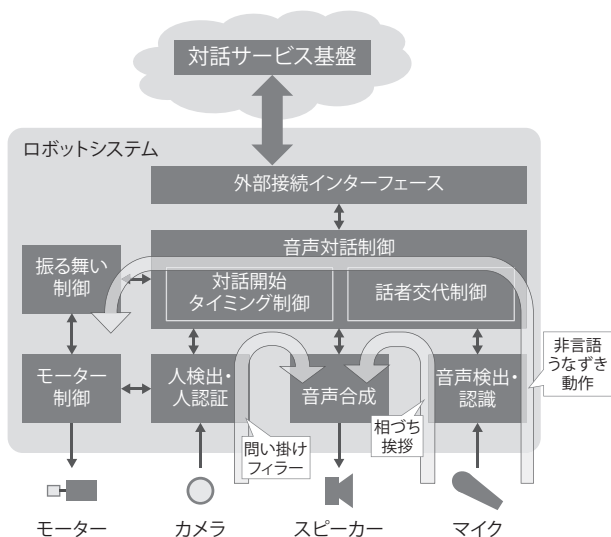 対話サービス基盤
ロボットシステム
外部接続インターフェース
音声対話制御
振る舞い
制御
対話開始
タイミング制御
話者交代制御
非言語
うなずき
動作
モーター
制御
人検出・
人認証
音声合成
音声検出・
認識
問い掛け
フィラー
相づち
挨拶
モーター
カメラ
スピーカー
マイク